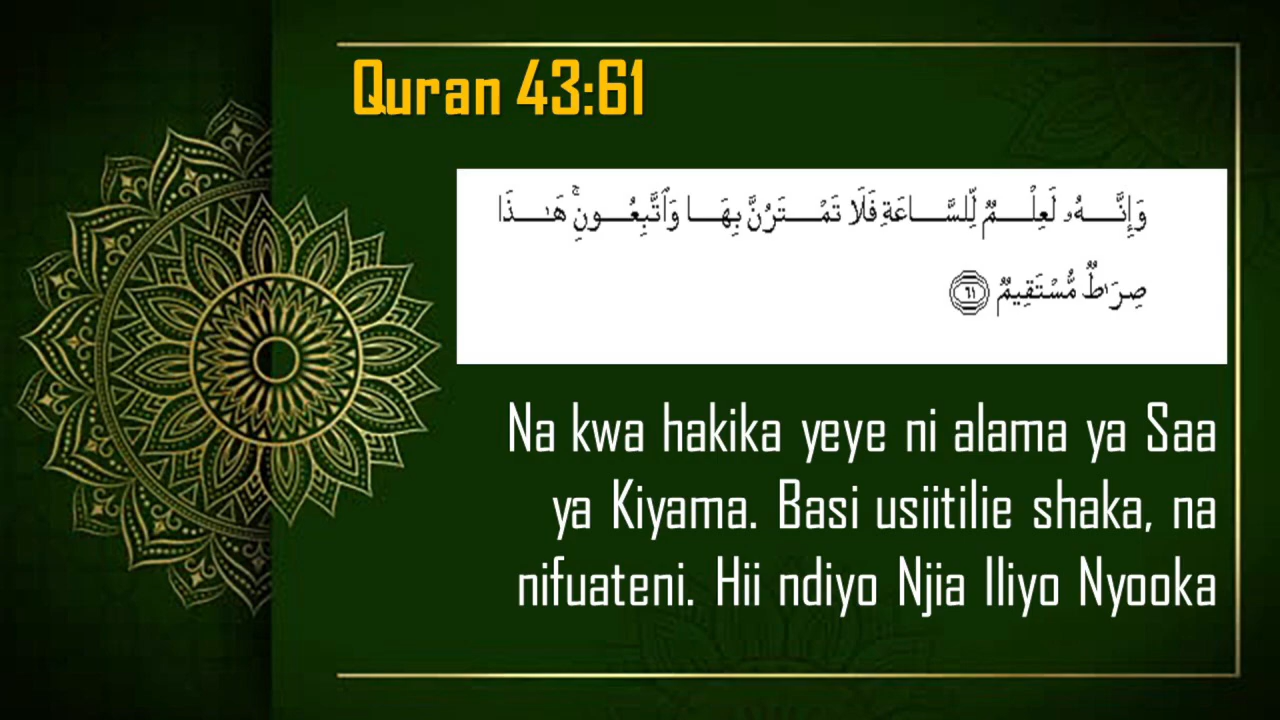 Quran 43:61
وَإِنَّهُۥ لَعِلْمٌ لِّلسَّاعَةِ فَلَا تَمْتَرُنَّ بِهَا وَٱتَّبِعُونِ ۚ هَـٰذَا
صِرَٰطٌ مُّسْتَقِيمٌ ٦١
Na kwa hakika yeye ni alama ya Saa
ya Kiyama. Basi usiitilie shaka, na
nifuateni. Hii ndiyo Njia Iliyo Nyooka